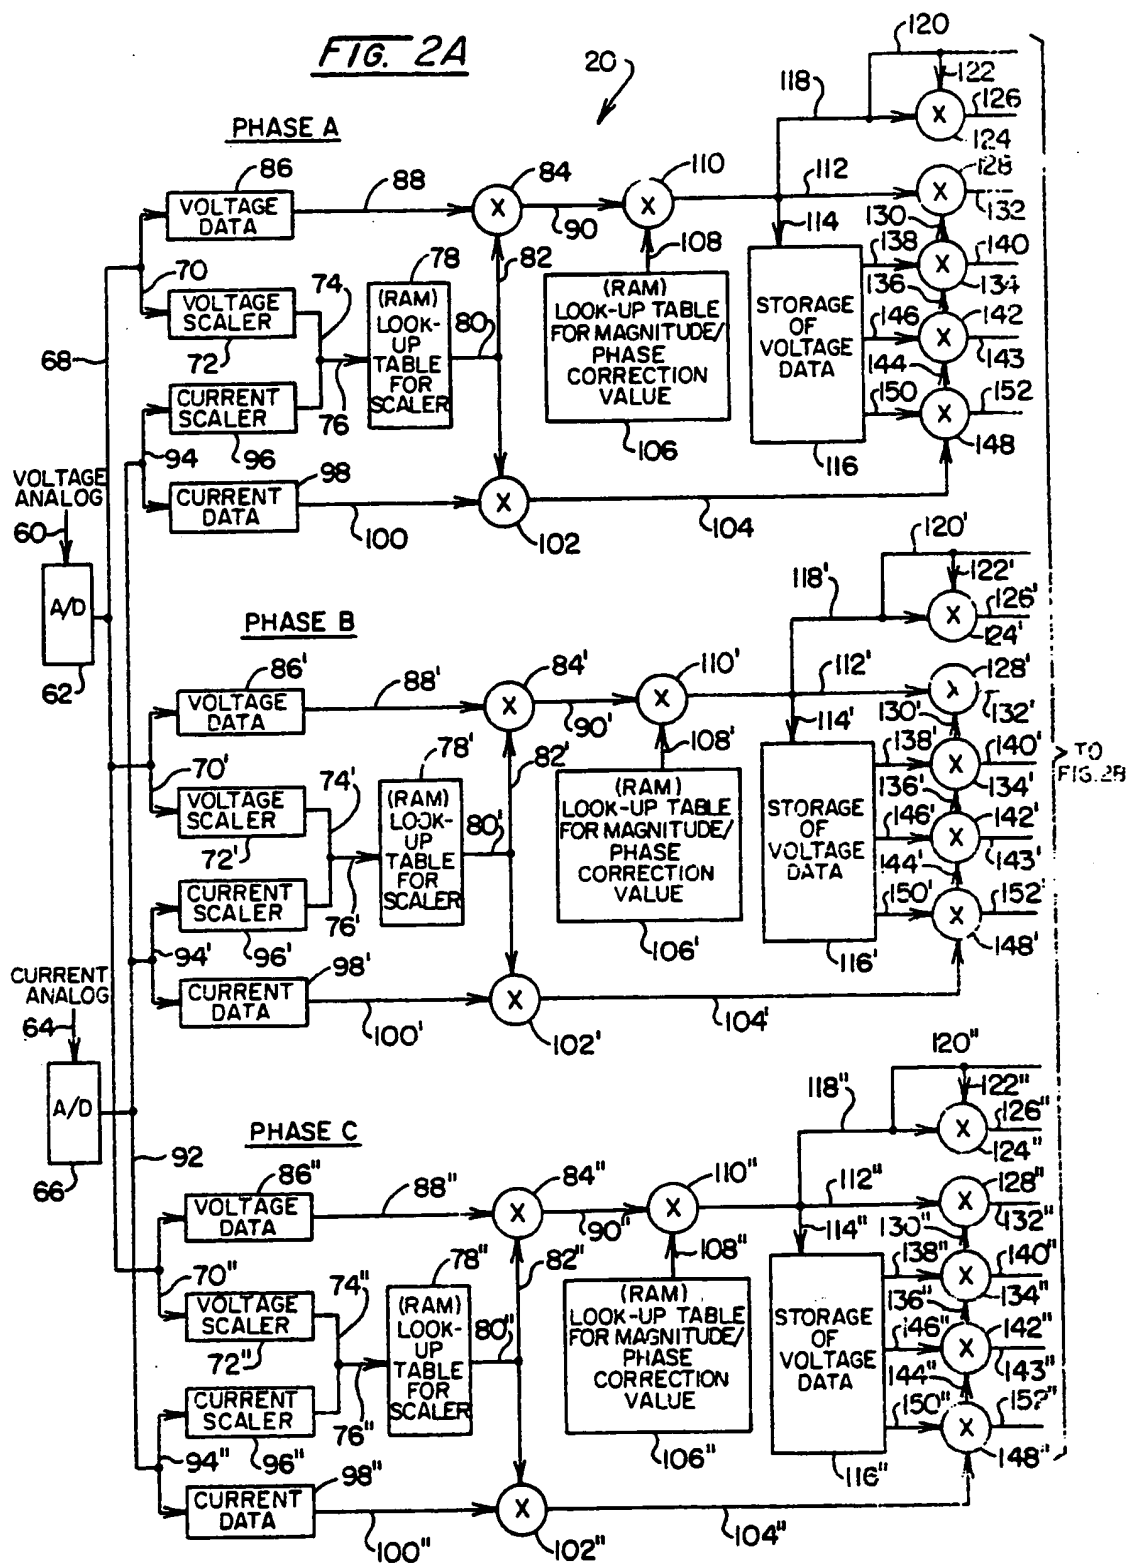 FIG. 2A
20
120
122
118
126
124
PHASE A
86
88
84
110
112
128
VOLTAGE DATA
X
X
X
90
130
132
114
70
74
78
82
108
138
140
VOLTAGE SCALER
(RAM) LOOK-UP TABLE FOR SCALER
80
(RAM) LOOK-UP TABLE FOR MAGNITUDE/PHASE CORRECTION VALUE
STORAGE OF VOLTAGE DATA
136
134
X
X
68
72
146
142
X
143
144
CURRENT SCALER
76
150
152
X
106
116
148
94
96
98
VOLTAGE ANALOG
CURRENT DATA
X
100
102
104
60
A/D
62
120'
118'
122'
X
126'
124'
PHASE B
86'
88'
84'
110'
112'
128'
VOLTAGE DATA
X
X
X
90'
130'
132'
114'
70'
74'
78'
82'
108'
138'
140'
VOLTAGE SCALER
(RAM) LOOK-UP TABLE FOR SCALER
80'
(RAM) LOOK-UP TABLE FOR MAGNITUDE/PHASE CORRECTION VALUE
STORAGE OF VOLTAGE DATA
136'
134'
X
TO FIG. 2B
72'
146'
142'
X
143'
144'
CURRENT SCALER
76'
150'
152'
X
106'
116'
148'
94'
96'
98'
CURRENT ANALOG
CURRENT DATA
X
100'
102'
104'
64
A/D
66
92
120"
118"
122"
X
126"
124"
PHASE C
86"
88"
84"
110"
112"
128"
VOLTAGE DATA
X
X
X
90"
130"
132"
114"
70"
74"
78"
82"
108"
138"
140"
VOLTAGE SCALER
(RAM) LOOK-UP TABLE FOR SCALER
80"
(RAM) LOOK-UP TABLE FOR MAGNITUDE/PHASE CORRECTION VALUE
STORAGE OF VOLTAGE DATA
136"
134"
X
72"
146"
142"
X
143"
144"
CURRENT SCALER
76"
150"
152"
X
106"
116"
148"
94"
96"
98"
CURRENT DATA
X
100"
102"
104"